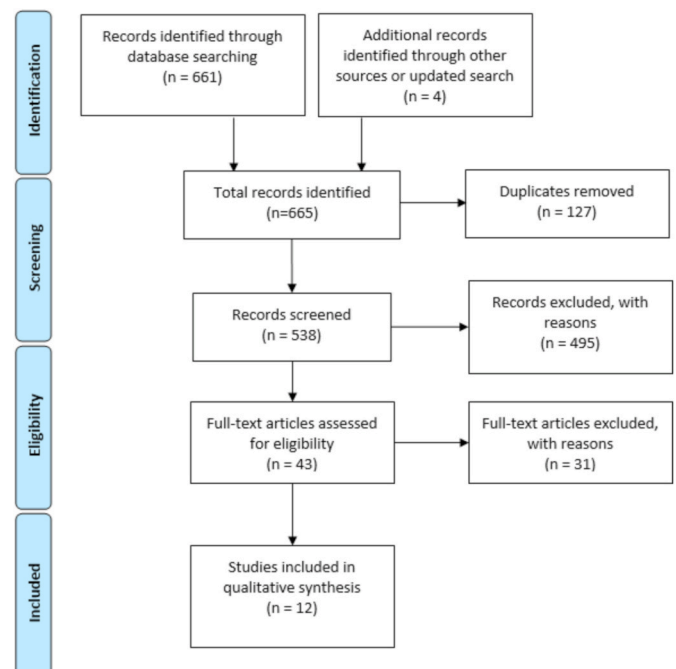 Identification
Records identified through
database searching
(n = 661)
Additional records
identified through other
sources or updated search
(n = 4)
Screening
Total records identified
(n=665)
Duplicates removed
(n = 127)
Records screened
(n = 538)
Records excluded, with
reasons
(n = 495)
Eligibility
Full-text articles assessed
for eligibility
(n = 43)
Full-text articles excluded,
with reasons
(n = 31)
Included
Studies included in
qualitative synthesis
(n = 12)